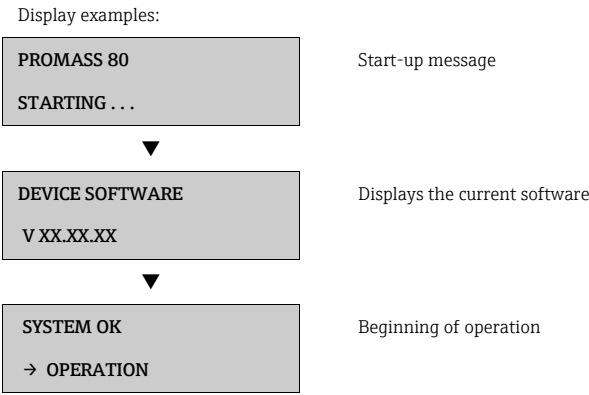 Display examples:
PROMASS 80
Start-up message
STARTING . . .
▼
DEVICE SOFTWARE
Displays the current software
V XX.XX.XX
▼
SYSTEM OK
Beginning of operation
→ OPERATION